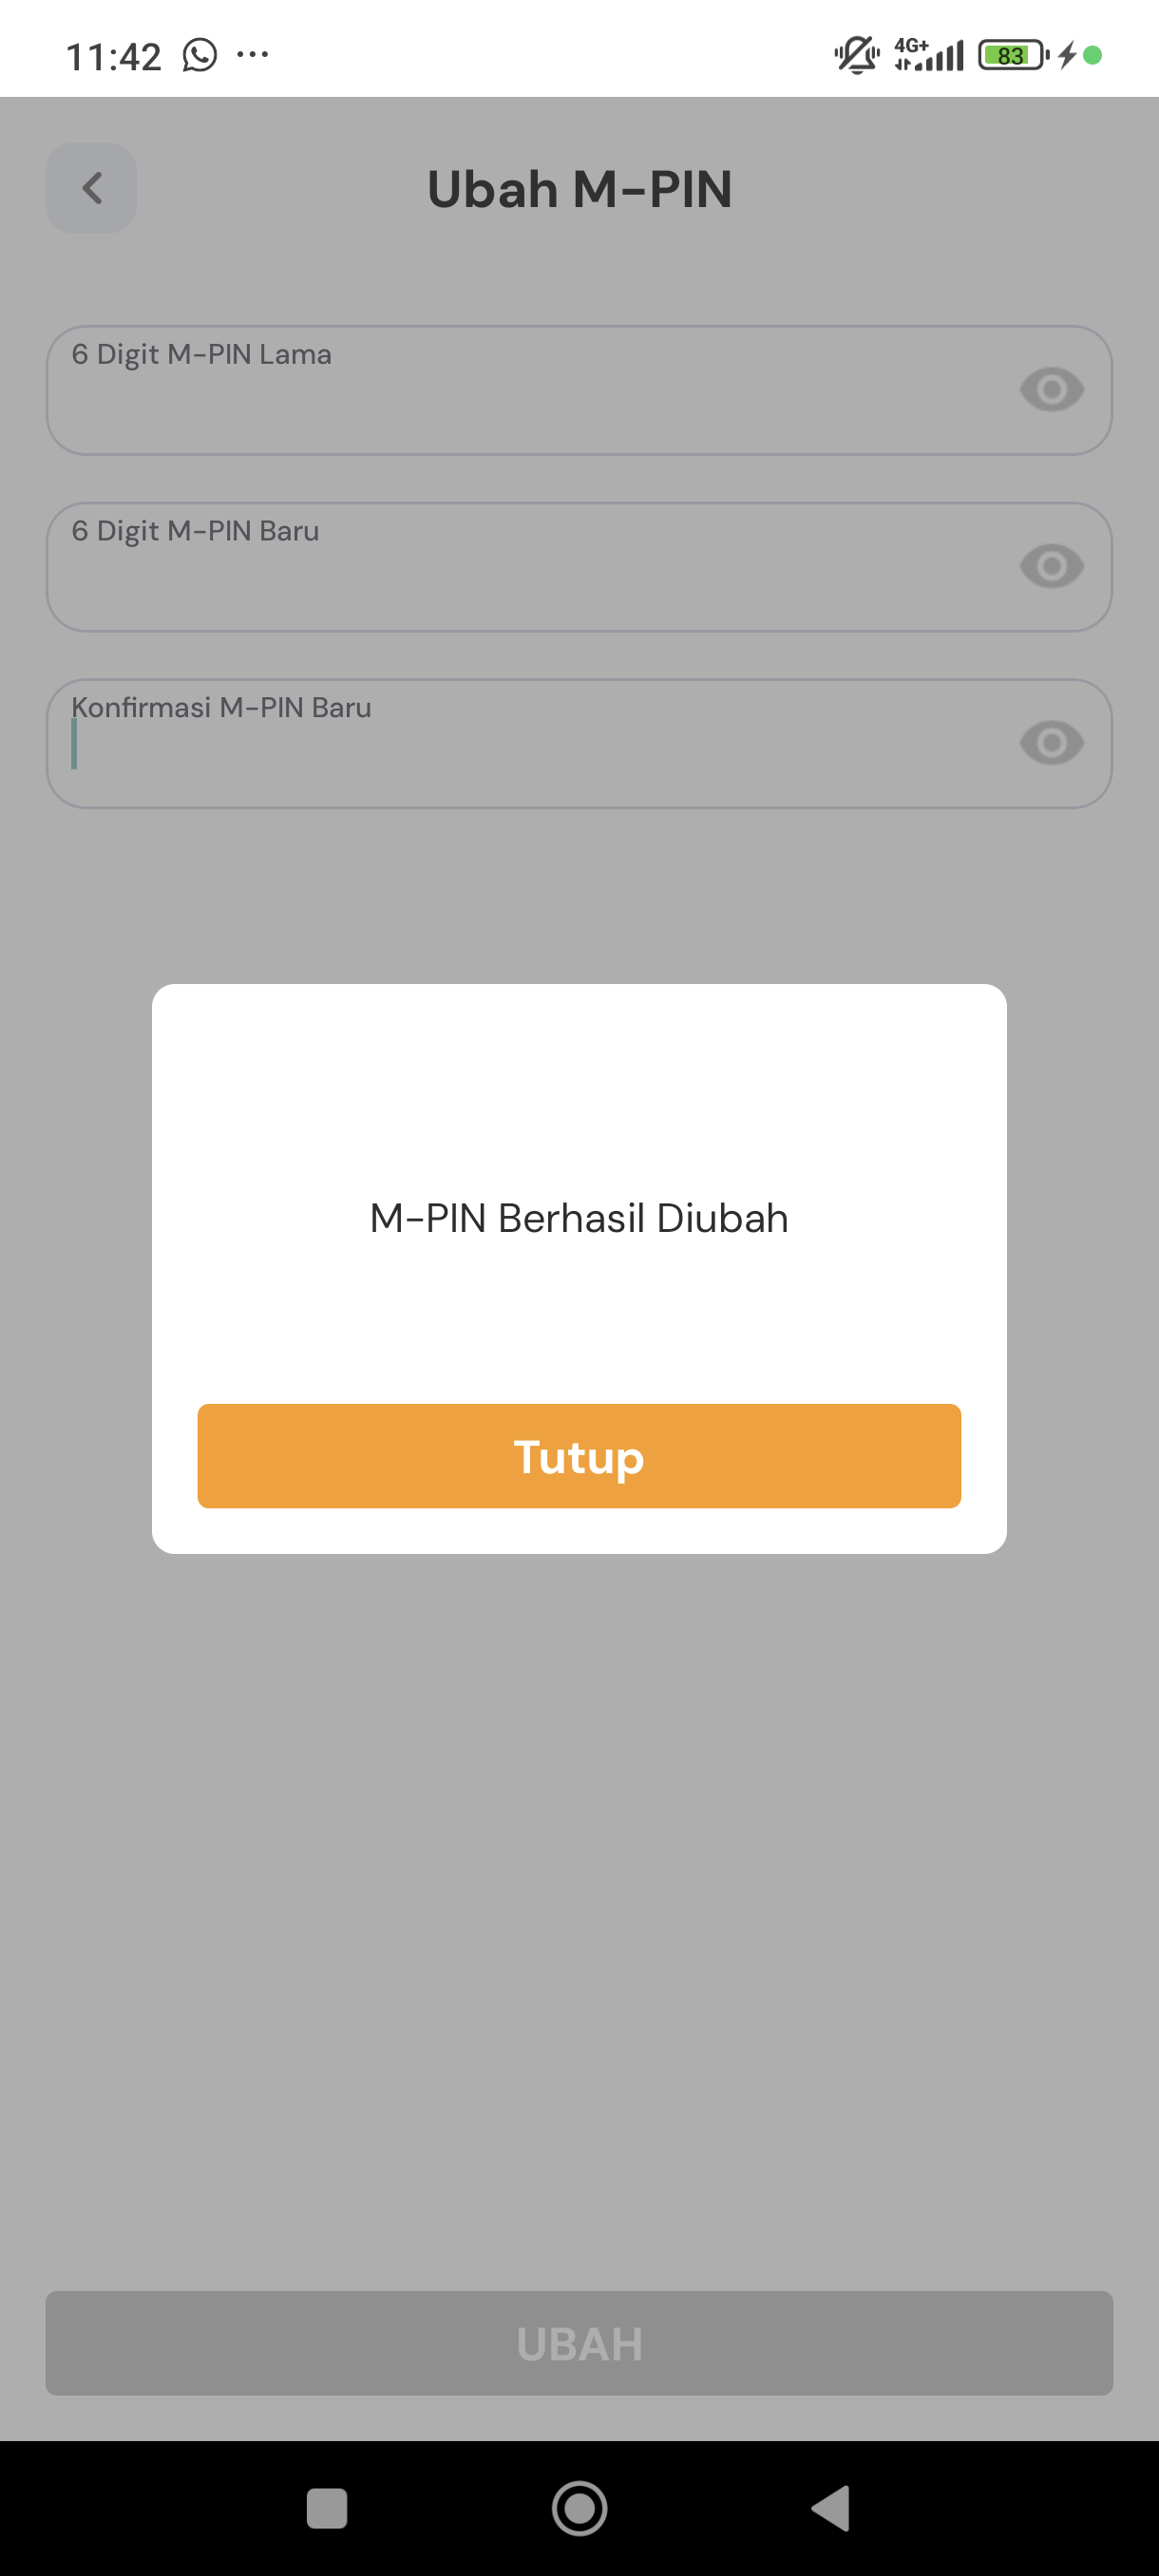 11:42 ...
4G+ 83
Ubah M-PIN
6 Digit M-PIN Lama
6 Digit M-PIN Baru
Konfirmasi M-PIN Baru
M-PIN Berhasil Diubah
Tutup
UBAH